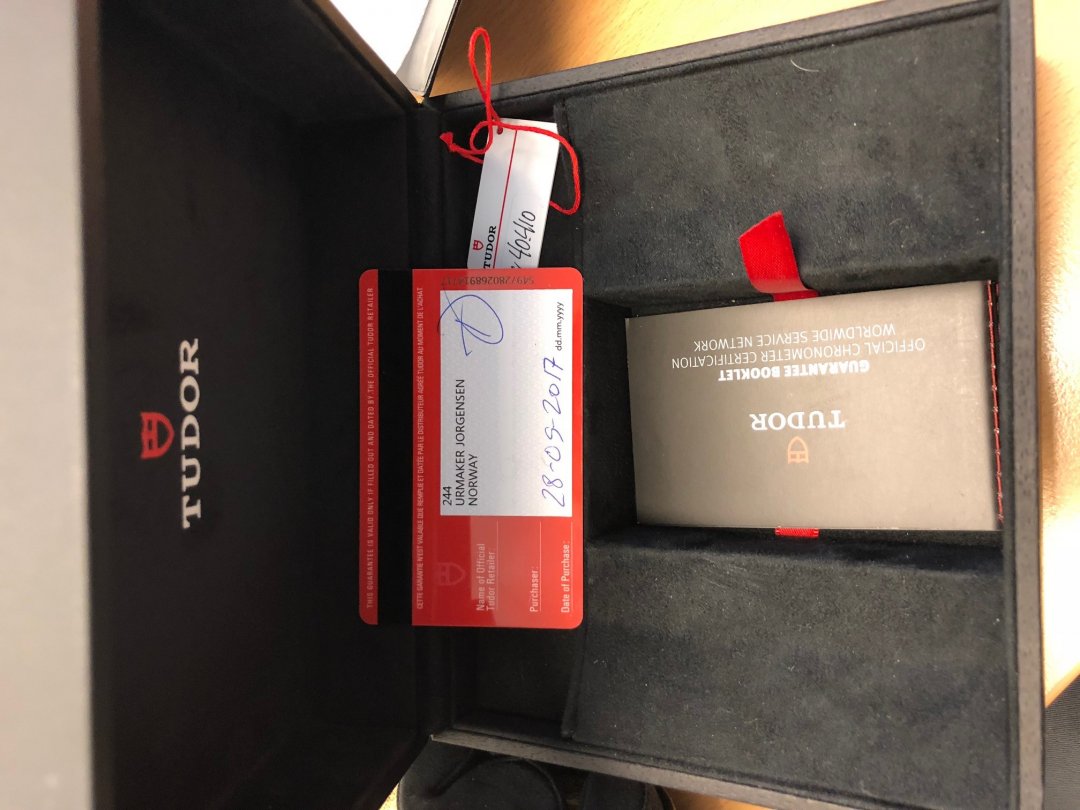 TUDOR
TUDOR
40.410
THIS GUARANTEE IS VALID ONLY IF FILLED OUT AND DATED BY THE OFFICIAL TUDOR RETAILER
CETTE GARANTIE N'EST VALABLE QUE REMPLIE ET DATÉE PAR LE DISTRIBUTEUR AGRÉÉ TUDOR AU MOMENT DE L'ACHAT
244
URMAKER JORGENSEN
NORWAY
Name of Official
Tudor Retailer
Purchaser:
Date of Purchase:
28-09-2017
dd.mm.yyyy
TUDOR
GUARANTEE BOOKLET
OFFICIAL CHRONOMETER CERTIFICATION
WORLDWIDE SERVICE NETWORK